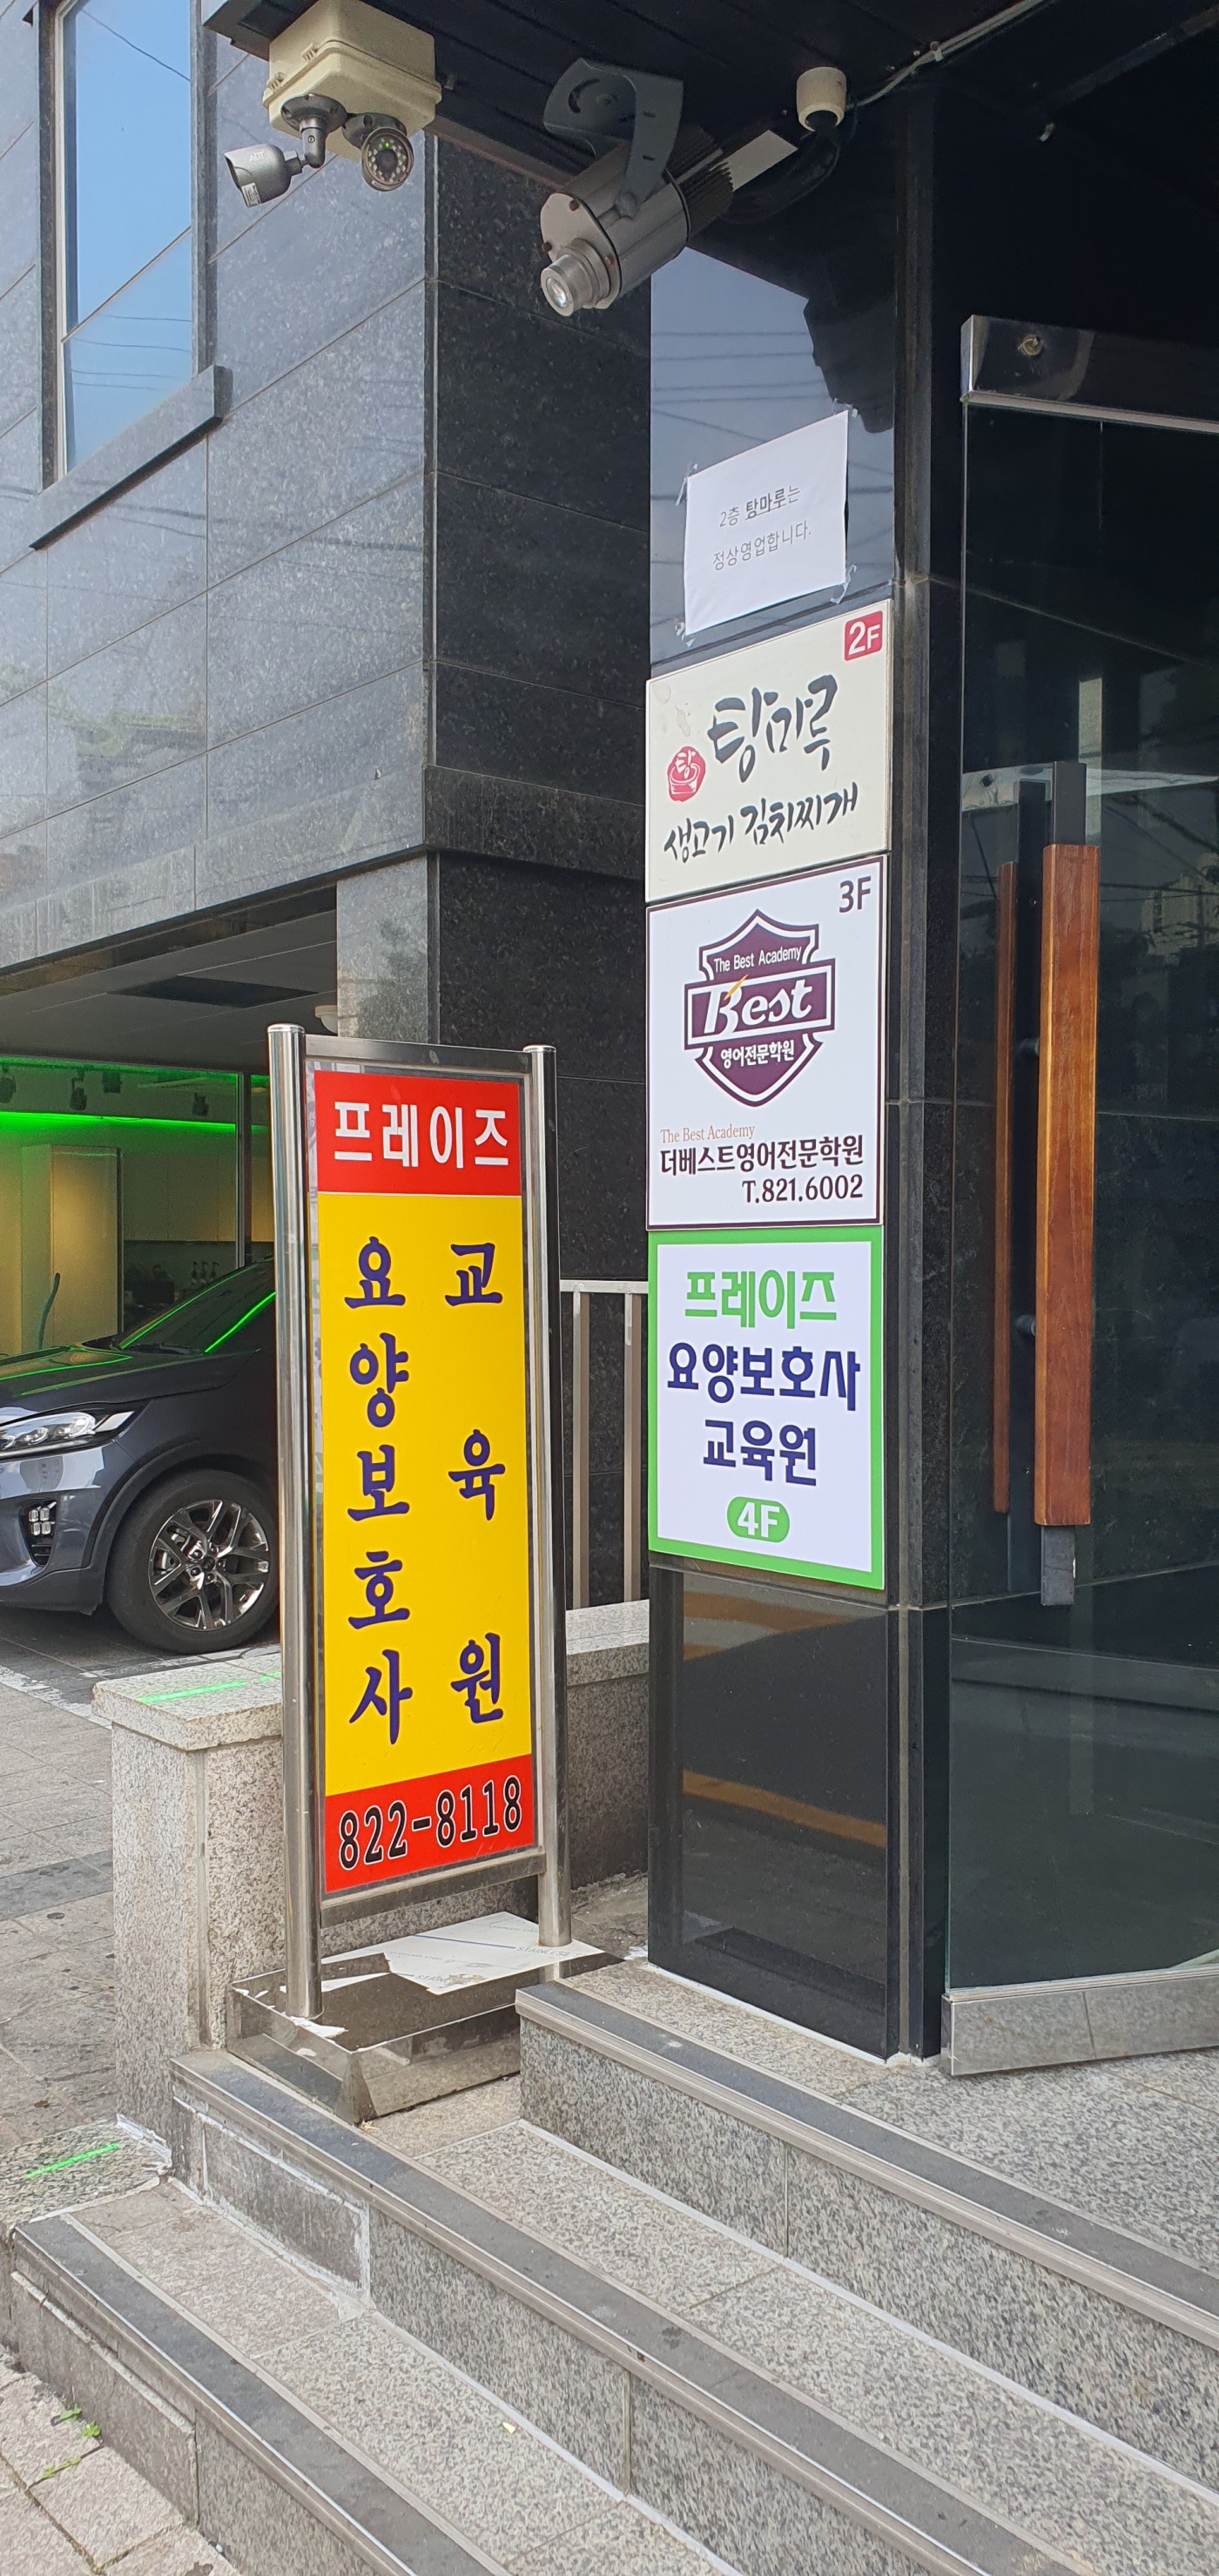 2층 탕마루는
정상영업합니다.
2F
탕마루
탕
생고기 김치찌개
3F
The Best Academy
Best
영어전문학원
The Best Academy
더베스트영어전문학원
T.821.6002
프레이즈
요양보호사
교육원
4F
프레이즈
요양보호사
교육원
822-8118
ADT